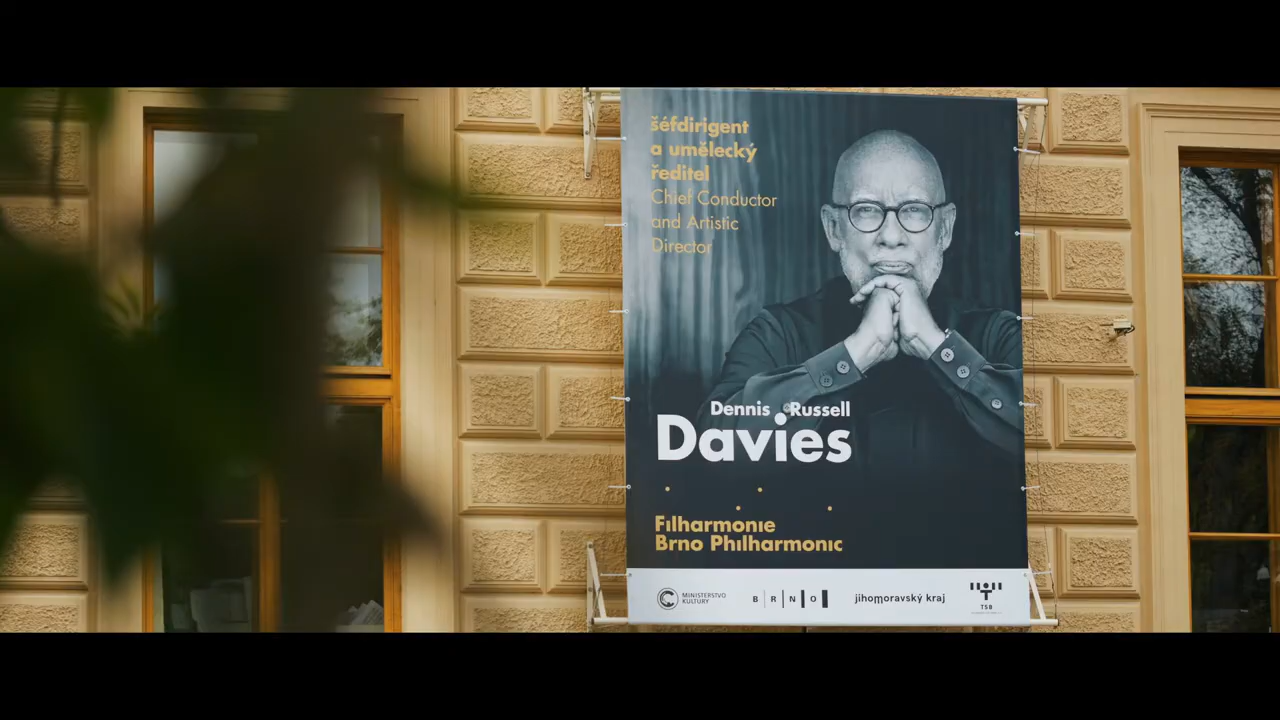 šéfdirigent
a umělecký
ředitel
Chief Conductor
and Artistic
Director
Dennis Russell
Davies
Filharmonie
Brno Philharmonic
MINISTERSTVO
KULTURY
BRNO
jihomoravský kraj
TSB